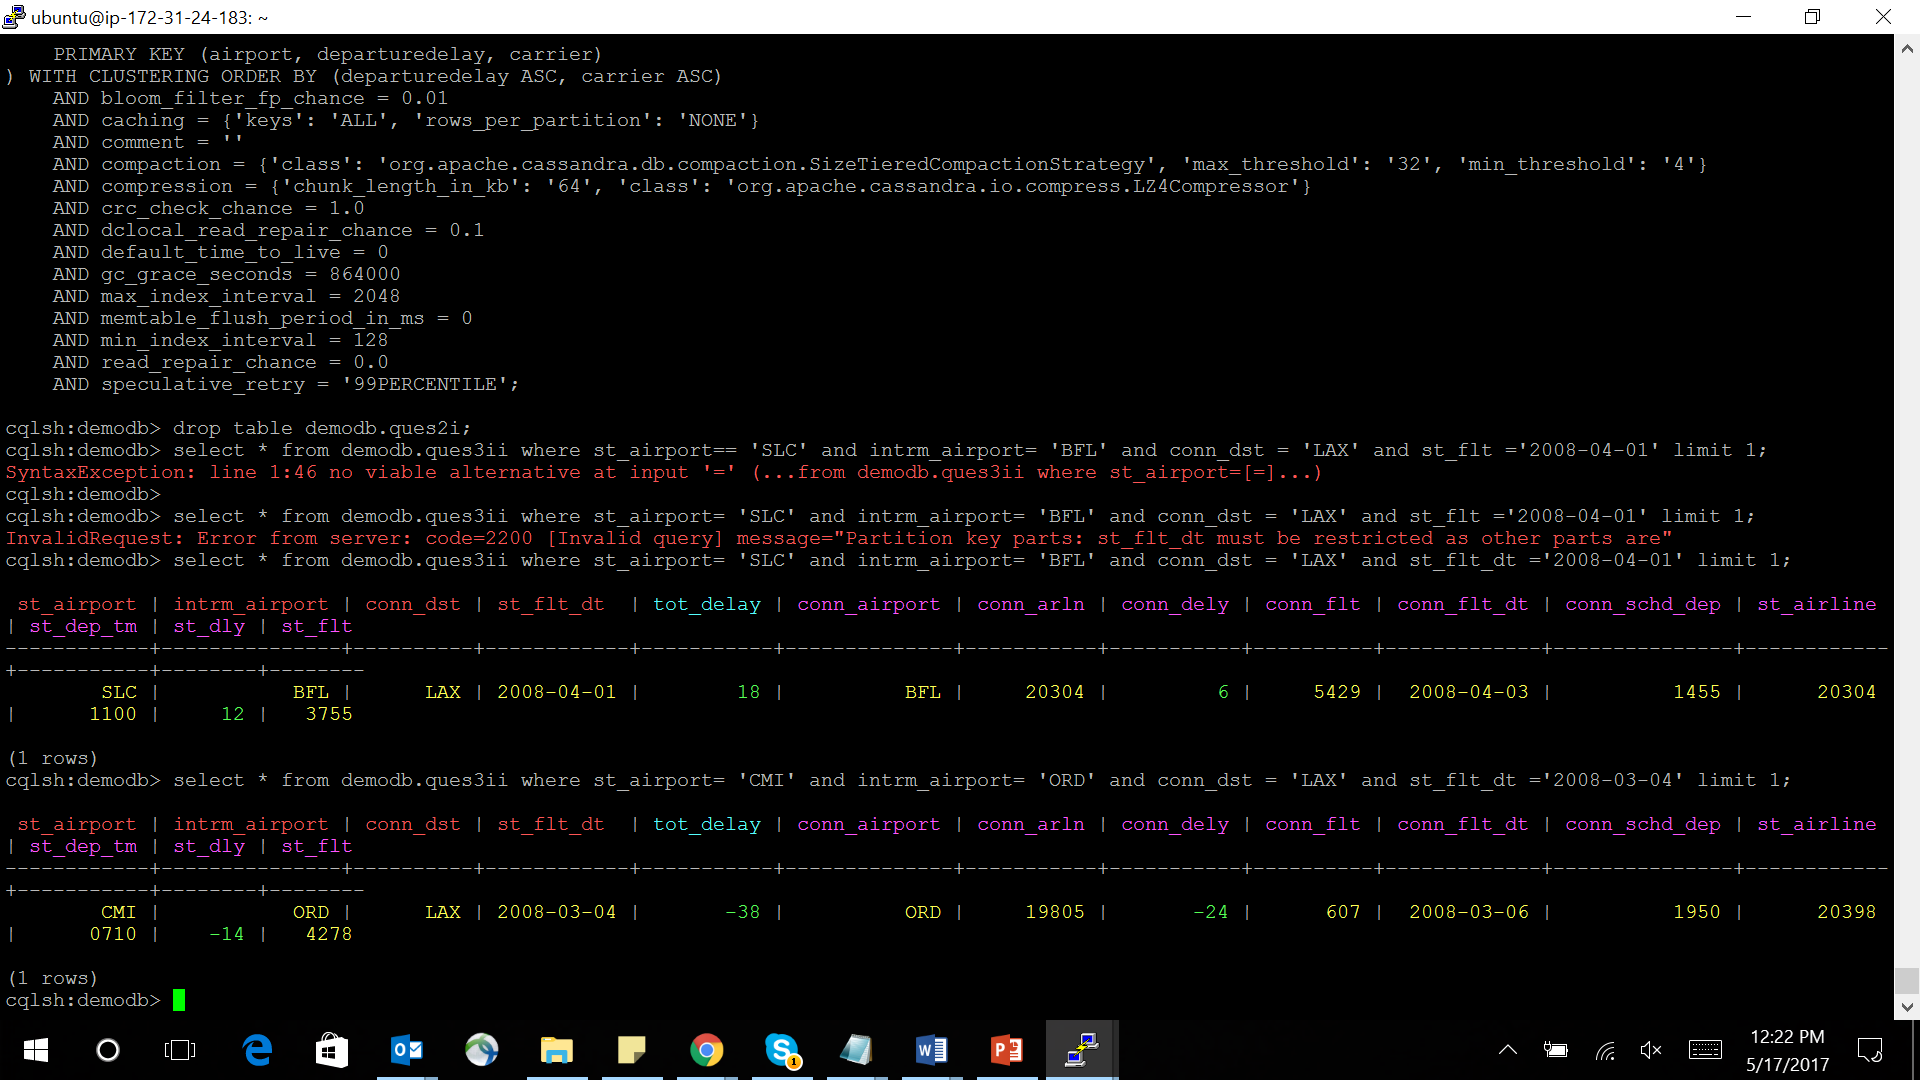 ubuntu@ip-172-31-24-183: ~
PRIMARY KEY (airport, departuredelay, carrier)
) WITH CLUSTERING ORDER BY (departuredelay ASC, carrier ASC)
AND bloom_filter_fp_chance = 0.01
AND caching = {'keys': 'ALL', 'rows_per_partition': 'NONE'}
AND comment = ''
AND compaction = {'class': 'org.apache.cassandra.db.compaction.SizeTieredCompactionStrategy', 'max_threshold': '32', 'min_threshold': '4'}
AND compression = {'chunk_length_in_kb': '64', 'class': 'org.apache.cassandra.io.compress.LZ4Compressor'}
AND crc_check_chance = 1.0
AND dclocal_read_repair_chance = 0.1
AND default_time_to_live = 0
AND gc_grace_seconds = 864000
AND max_index_interval = 2048
AND memtable_flush_period_in_ms = 0
AND min_index_interval = 128
AND read_repair_chance = 0.0
AND speculative_retry = '99PERCENTILE';
cqlsh:demodb> drop table demodb.ques2i;
cqlsh:demodb> select * from demodb.ques3ii where st_airport== 'SLC' and intrm_airport= 'BFL' and conn_dst = 'LAX' and st_flt ='2008-04-01' limit 1;
SyntaxException: line 1:46 no viable alternative at input '=' (...from demodb.ques3ii where st_airport=[=]...)
cqlsh:demodb>
cqlsh:demodb> select * from demodb.ques3ii where st_airport= 'SLC' and intrm_airport= 'BFL' and conn_dst = 'LAX' and st_flt ='2008-04-01' limit 1;
InvalidRequest: Error from server: code=2200 [Invalid query] message="Partition key parts: st_flt_dt must be restricted as other parts are"
cqlsh:demodb> select * from demodb.ques3ii where st_airport= 'SLC' and intrm_airport= 'BFL' and conn_dst = 'LAX' and st_flt_dt ='2008-04-01' limit 1;
st_airport | intrm_airport | conn_dst | st_flt_dt | tot_delay | conn_airport | conn_arln | conn_dely | conn_flt | conn_flt_dt | conn_schd_dep | st_airline
| st_dep_tm | st_dly | st_flt
------------+---------------+----------+------------+-----------+--------------+-----------+-----------+----------+-------------+---------------+------------
+-----------+--------+--------
SLC | BFL | LAX | 2008-04-01 | 18 | BFL | 20304 | 6 | 5429 | 2008-04-03 | 1455 | 20304
| 1100 | 12 | 3755
(1 rows)
cqlsh:demodb> select * from demodb.ques3ii where st_airport= 'CMI' and intrm_airport= 'ORD' and conn_dst = 'LAX' and st_flt_dt ='2008-03-04' limit 1;
st_airport | intrm_airport | conn_dst | st_flt_dt | tot_delay | conn_airport | conn_arln | conn_dely | conn_flt | conn_flt_dt | conn_schd_dep | st_airline
| st_dep_tm | st_dly | st_flt
------------+---------------+----------+------------+-----------+--------------+-----------+-----------+----------+-------------+---------------+------------
+-----------+--------+--------
CMI | ORD | LAX | 2008-03-04 | -38 | ORD | 19805 | -24 | 607 | 2008-03-06 | 1950 | 20398
| 0710 | -14 | 4278
(1 rows)
cqlsh:demodb>
12:22 PM
5/17/2017